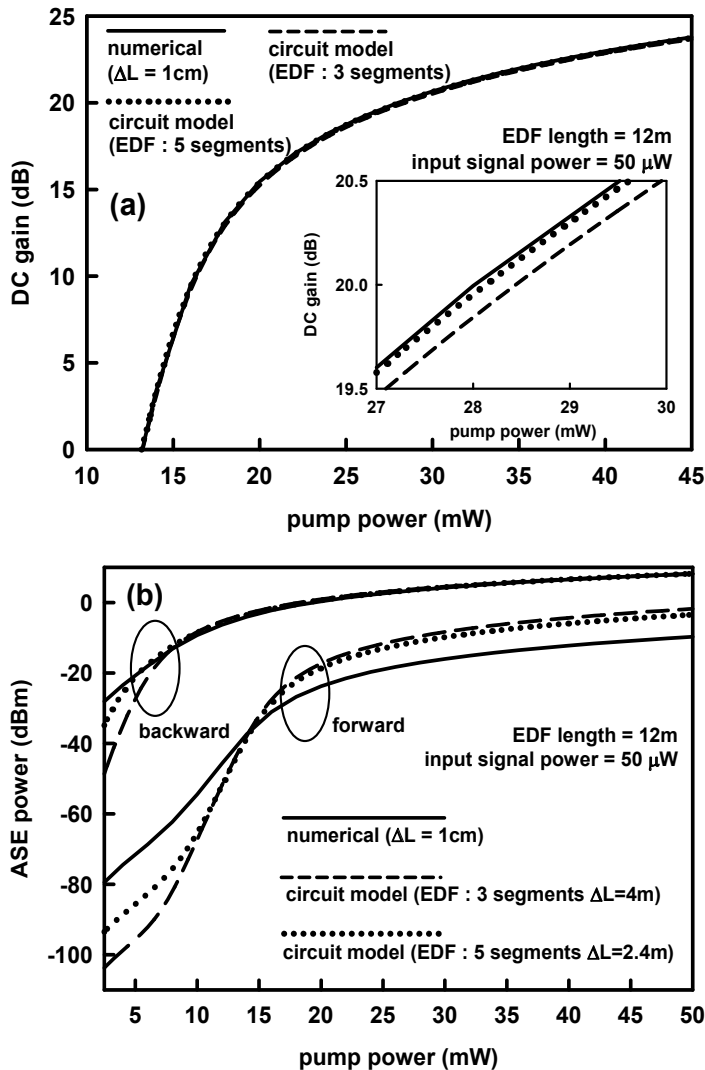 25
20
15
10
5
0
DC gain (dB)
numerical
(ΔL = 1cm)
circuit model
(EDF : 3 segments)
circuit model
(EDF : 5 segments)
(a)
EDF length = 12m
input signal power = 50 μW
20.5
20.0
19.5
DC gain (dB)
27 28 29 30
pump power (mW)
10 15 20 25 30 35 40 45
pump power (mW)
(b)
0
-20
-40
-60
-80
-100
ASE power (dBm)
backward
forward
EDF length = 12m
input signal power = 50 μW
numerical (ΔL = 1cm)
circuit model (EDF : 3 segments ΔL=4m)
circuit model (EDF : 5 segments ΔL=2.4m)
5 10 15 20 25 30 35 40 45 50
pump power (mW)